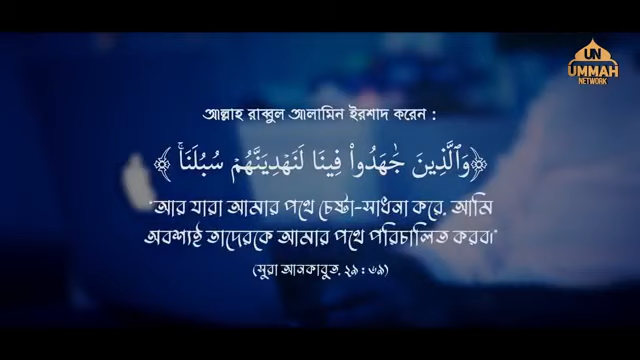 UN
UMMAH
NETWORK
আল্লাহ রাব্বুল আলামিন ইরশাদ করেন :
﴿وَٱلَّذِينَ جَٰهَدُوا۟ فِينَا لَنَهْدِيَنَّهُمْ سُبُلَنَاۚ﴾
"আর যারা আমার পথে চেষ্টা-সাধনা করে, আমি
অবশ্যই তাদেরকে আমার পথে পরিচালিত করব।"
(সূরা আনকাবুত, ২৯ : ৬৯)